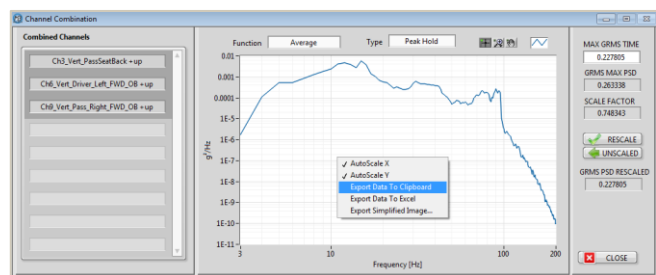 Channel Combination
Combined Channels
Ch3_Vert_PassSeatBack +up
Ch6_Vert_Driver_Left_FWD_OB +up
Ch9_Vert_Pass_Right_FWD_OB +up
Function Average Type Peak Hold
0.01
0.001
0.0001
1E-5
1E-6
1E-7
1E-8
1E-9
1E-10
1E-11
g²/Hz
3 10 100 200
Frequency [Hz]
✓ AutoScale X
✓ AutoScale Y
Export Data To Clipboard
Export Data To Excel
Export Simplified Image...
MAX GRMS TIME
0.227805
GRMS MAX PSD
0.263338
SCALE FACTOR
0.748343
RESCALE
UNSCALED
GRMS PSD RESCALED
0.227805
CLOSE